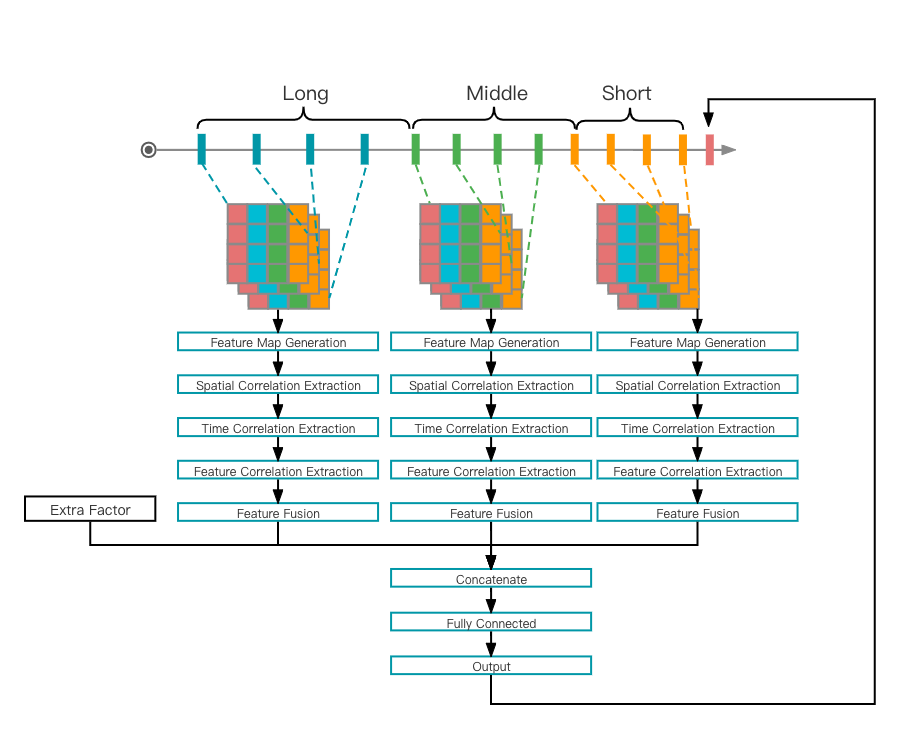 Long Middle Short
Feature Map Generation Feature Map Generation Feature Map Generation
Spatial Correlation Extraction Spatial Correlation Extraction Spatial Correlation Extraction
Time Correlation Extraction Time Correlation Extraction Time Correlation Extraction
Feature Correlation Extraction Feature Correlation Extraction Feature Correlation Extraction
Extra Factor Feature Fusion Feature Fusion Feature Fusion
Concatenate
Fully Connected
Output